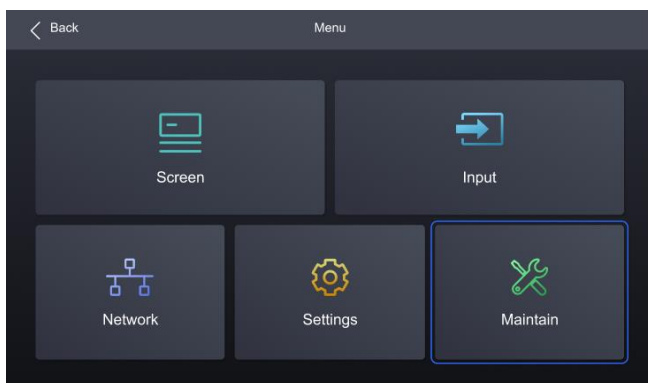 Back
Menu
Screen
Input
Network
Settings
Maintain